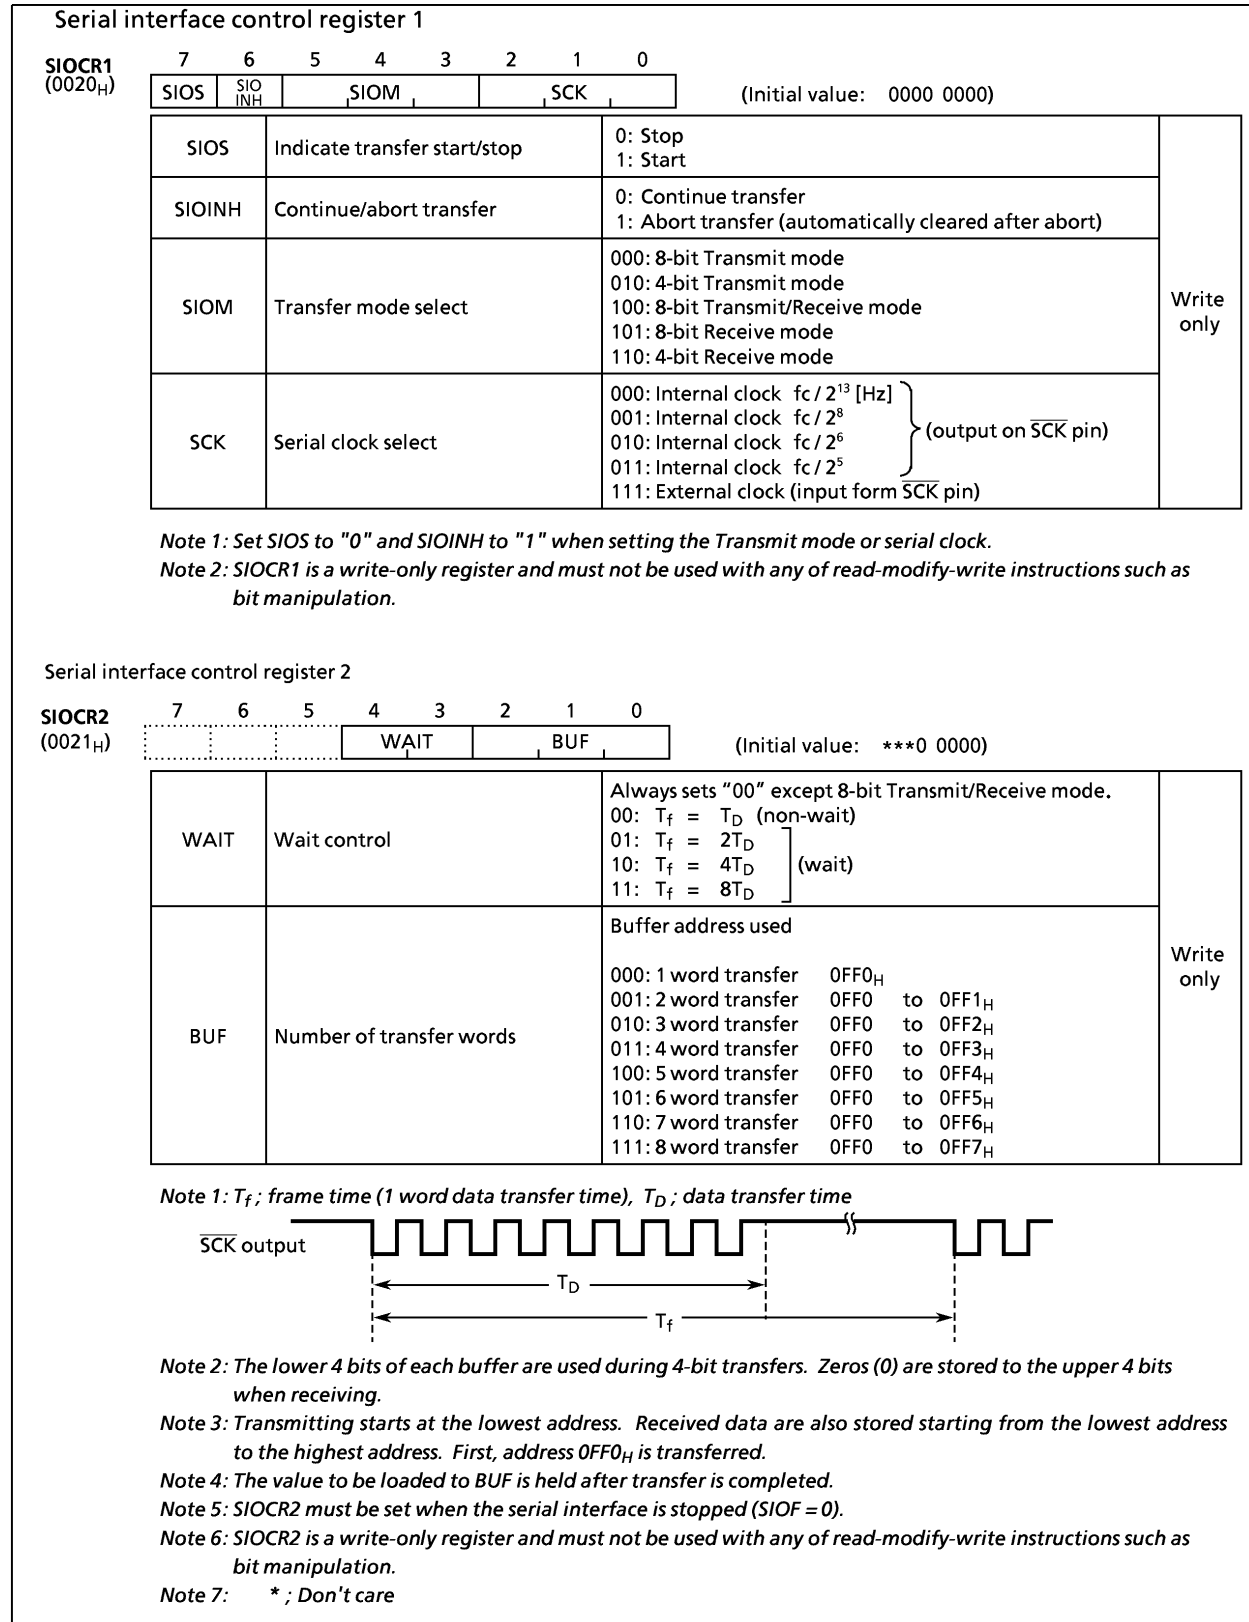 Serial interface control register 1
7 6 5 4 3 2 1 0
SIOCR1
(0020H)
SIOS SIO INH SIOM SCK (Initial value: 0000 0000)
SIOS Indicate transfer start/stop 0: Stop
1: Start
SIOINH Continue/abort transfer 0: Continue transfer
1: Abort transfer (automatically cleared after abort)
SIOM Transfer mode select 000: 8-bit Transmit mode
010: 4-bit Transmit mode
100: 8-bit Transmit/Receive mode
101: 8-bit Receive mode
110: 4-bit Receive mode
Write only
SCK Serial clock select 000: Internal clock fc / 2^13 [Hz]
001: Internal clock fc / 2^8
010: Internal clock fc / 2^6
011: Internal clock fc / 2^5
(output on SCK pin)
111: External clock (input form SCK pin)
Note 1: Set SIOS to "0" and SIOINH to "1" when setting the Transmit mode or serial clock.
Note 2: SIOCR1 is a write-only register and must not be used with any of read-modify-write instructions such as
bit manipulation.
Serial interface control register 2
7 6 5 4 3 2 1 0
SIOCR2
(0021H)
WAIT BUF (Initial value: ***0 0000)
WAIT Wait control Always sets “00” except 8-bit Transmit/Receive mode.
00: Tf = TD (non-wait)
01: Tf = 2TD
10: Tf = 4TD (wait)
11: Tf = 8TD
Write only
BUF Number of transfer words Buffer address used
000: 1 word transfer 0FF0H
001: 2 word transfer 0FF0 to 0FF1H
010: 3 word transfer 0FF0 to 0FF2H
011: 4 word transfer 0FF0 to 0FF3H
100: 5 word transfer 0FF0 to 0FF4H
101: 6 word transfer 0FF0 to 0FF5H
110: 7 word transfer 0FF0 to 0FF6H
111: 8 word transfer 0FF0 to 0FF7H
Note 1: Tf ; frame time (1 word data transfer time), TD ; data transfer time
SCK output
TD
Tf
Note 2: The lower 4 bits of each buffer are used during 4-bit transfers. Zeros (0) are stored to the upper 4 bits
when receiving.
Note 3: Transmitting starts at the lowest address. Received data are also stored starting from the lowest address
to the highest address. First, address 0FF0H is transferred.
Note 4: The value to be loaded to BUF is held after transfer is completed.
Note 5: SIOCR2 must be set when the serial interface is stopped (SIOF = 0).
Note 6: SIOCR2 is a write-only register and must not be used with any of read-modify-write instructions such as
bit manipulation.
Note 7: * ; Don't care